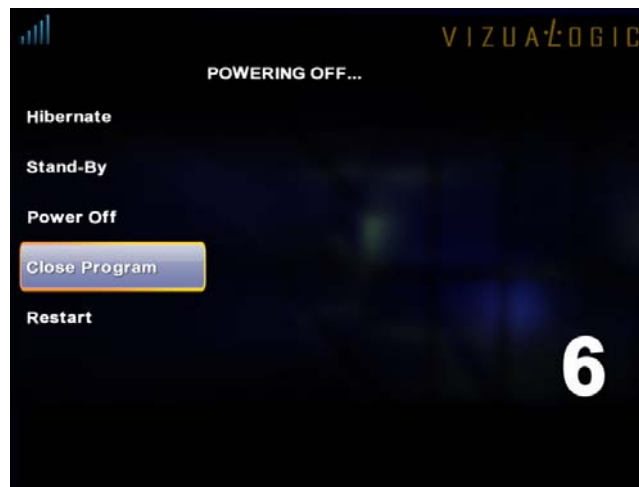 VIZUALOGIC
POWERING OFF...
Hibernate
Stand-By
Power Off
Close Program
Restart
6